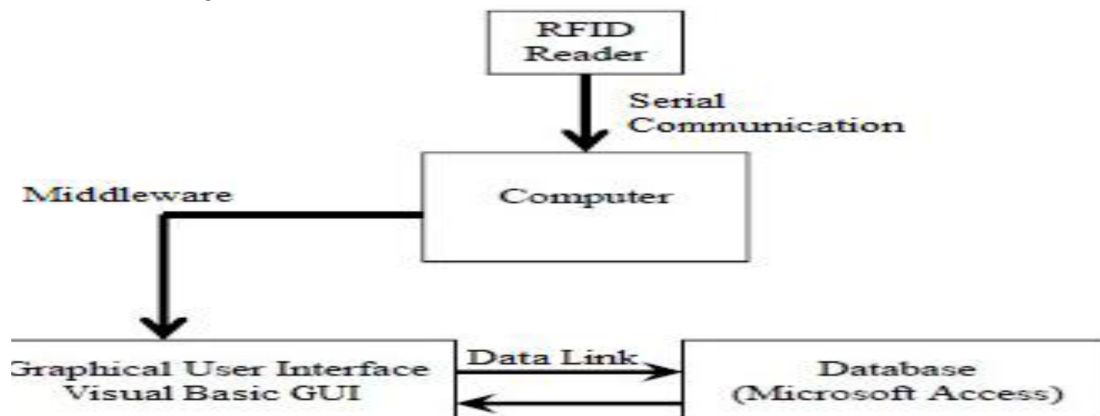 RFID
Reader
Serial
Communication
Computer
Middleware
Graphical User Interface
Visual Basic GUI
Data Link
Database
(Microsoft Access)